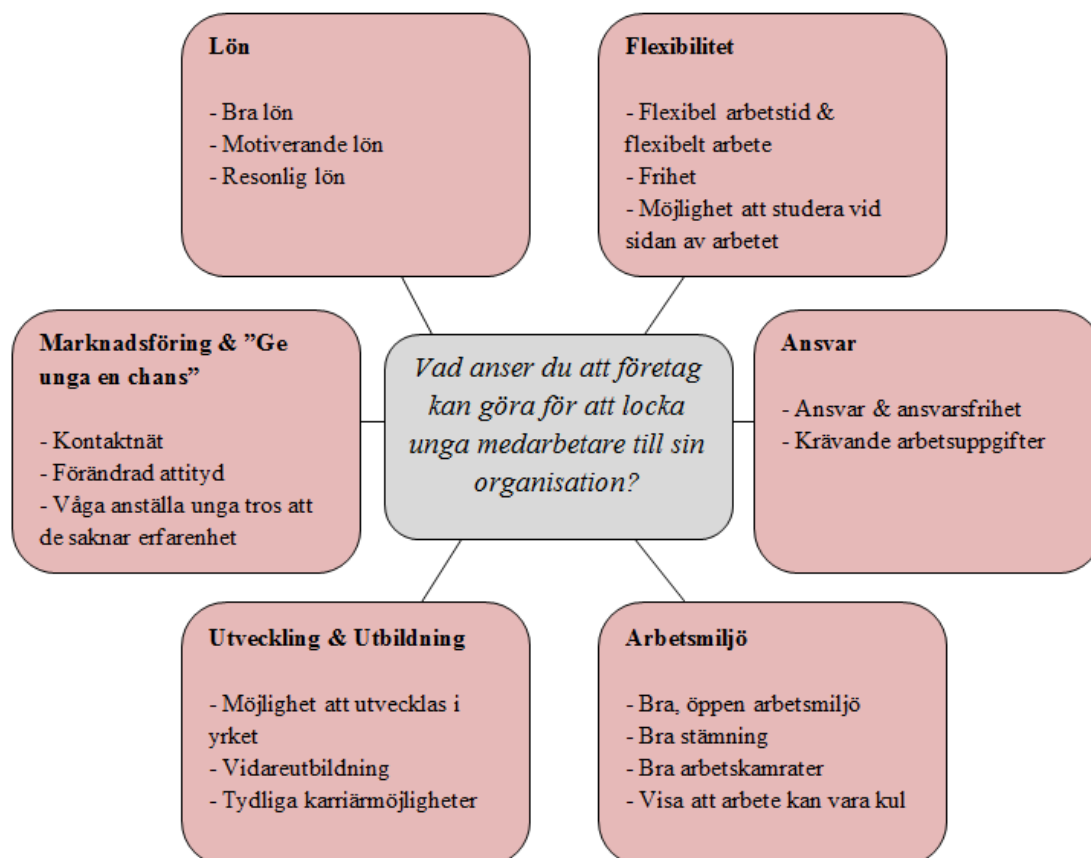 Lön
- Bra lön
- Motiverande lön
- Resonlig lön
Flexibilitet
- Flexibel arbetstid &
flexibelt arbete
- Frihet
- Möjlighet att studera vid
sidan av arbetet
Marknadsföring & ”Ge
unga en chans”
- Kontaktnät
- Förändrad attityd
- Våga anställa unga tros att
de saknar erfarenhet
Vad anser du att företag
kan göra för att locka
unga medarbetare till sin
organisation?
Ansvar
- Ansvar & ansvarsfrihet
- Krävande arbetsuppgifter
Utveckling & Utbildning
- Möjlighet att utvecklas i
yrket
- Vidareutbildning
- Tydliga karriärmöjligheter
Arbetsmiljö
- Bra, öppen arbetsmiljö
- Bra stämning
- Bra arbetskamrater
- Visa att arbete kan vara kul